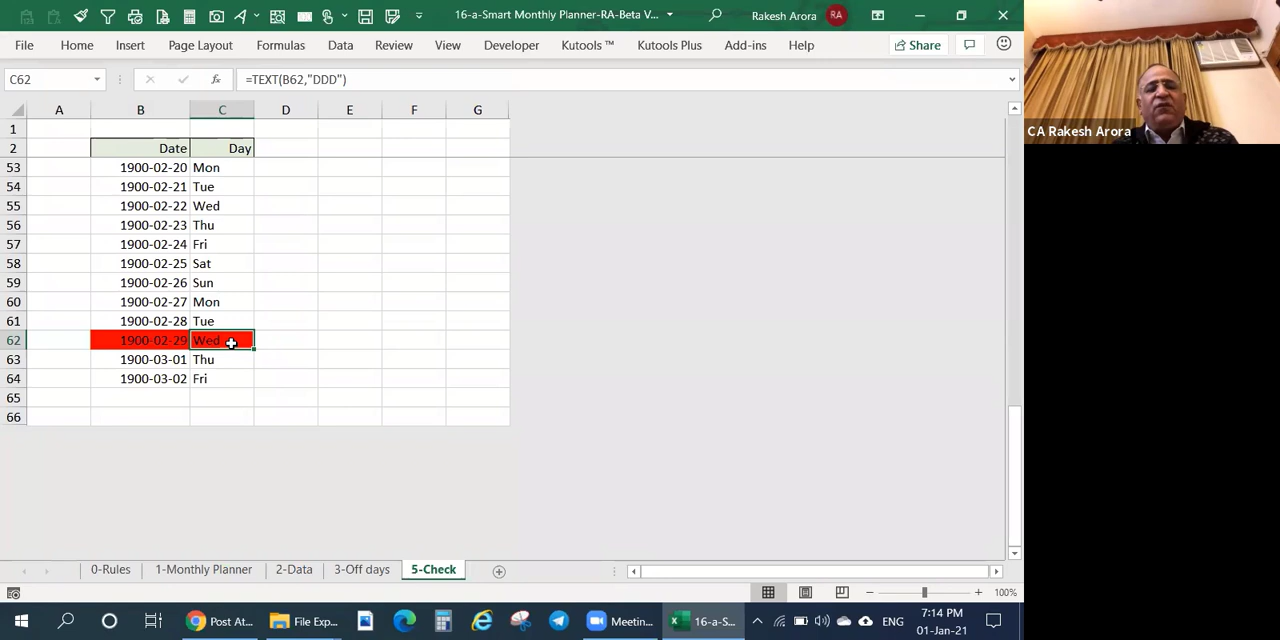 16-a-Smart Monthly Planner-RA-Beta V... Rakesh Arora RA
File Home Insert Page Layout Formulas Data Review View Developer Kutools ™ Kutools Plus Add-ins Help Share
C62 fx =TEXT(B62,"DDD")
A B C D E F G
1
2 Date Day
53 1900-02-20 Mon
54 1900-02-21 Tue
55 1900-02-22 Wed
56 1900-02-23 Thu
57 1900-02-24 Fri
58 1900-02-25 Sat
59 1900-02-26 Sun
60 1900-02-27 Mon
61 1900-02-28 Tue
62 1900-02-29 Wed
63 1900-03-01 Thu
64 1900-03-02 Fri
65
66
0-Rules 1-Monthly Planner 2-Data 3-Off days 5-Check
100%
Post At... File Exp... Meetin... 16-a-S... ENG 7:14 PM
01-Jan-21
CA Rakesh Arora